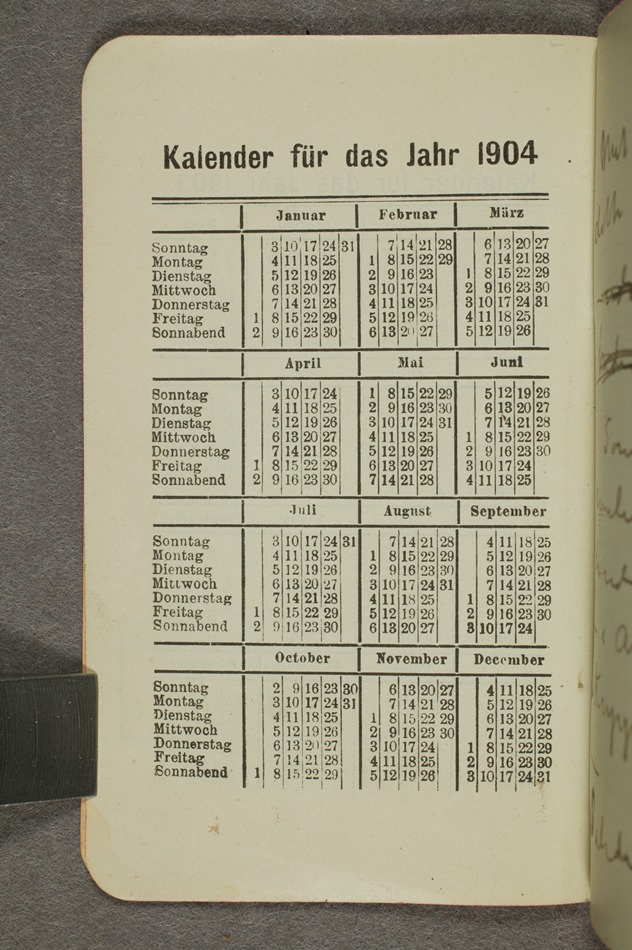 Kalender für das Jahr 1904
Januar Februar März
Sonntag 3 10 17 24 31 7 14 21 28 6 13 20 27
Montag 4 11 18 25 1 8 15 22 29 7 14 21 28
Dienstag 5 12 19 26 2 9 16 23 1 8 15 22 29
Mittwoch 6 13 20 27 3 10 17 24 2 9 16 23 30
Donnerstag 7 14 21 28 4 11 18 25 3 10 17 24 31
Freitag 1 8 15 22 29 5 12 19 26 4 11 18 25
Sonnabend 2 9 16 23 30 6 13 20 27 5 12 19 26
April Mai Juni
Sonntag 3 10 17 24 1 8 15 22 29 5 12 19 26
Montag 4 11 18 25 2 9 16 23 30 6 13 20 27
Dienstag 5 12 19 26 3 10 17 24 31 7 14 21 28
Mittwoch 6 13 20 27 4 11 18 25 1 8 15 22 29
Donnerstag 7 14 21 28 5 12 19 26 2 9 16 23 30
Freitag 1 8 15 22 29 6 13 20 27 3 10 17 24
Sonnabend 2 9 16 23 30 7 14 21 28 4 11 18 25
Juli August September
Sonntag 3 10 17 24 31 7 14 21 28 4 11 18 25
Montag 4 11 18 25 1 8 15 22 29 5 12 19 26
Dienstag 5 12 19 26 2 9 16 23 30 6 13 20 27
Mittwoch 6 13 20 27 3 10 17 24 31 7 14 21 28
Donnerstag 7 14 21 28 4 11 18 25 1 8 15 22 29
Freitag 1 8 15 22 29 5 12 19 26 2 9 16 23 30
Sonnabend 2 9 16 23 30 6 13 20 27 3 10 17 24
October November December
Sonntag 2 9 16 23 30 6 13 20 27 4 11 18 25
Montag 3 10 17 24 31 7 14 21 28 5 12 19 26
Dienstag 4 11 18 25 1 8 15 22 29 6 13 20 27
Mittwoch 5 12 19 26 2 9 16 23 30 7 14 21 28
Donnerstag 6 13 20 27 3 10 17 24 1 8 15 22 29
Freitag 7 14 21 28 4 11 18 25 2 9 16 23 30
Sonnabend 1 8 15 22 29 5 12 19 26 3 10 17 24 31